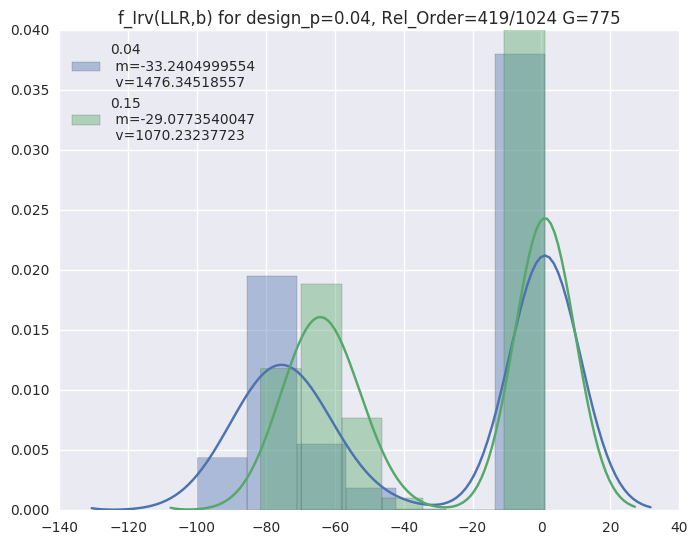 f_Irv(LLR,b) for design_p=0.04, Rel_Order=419/1024 G=775
0.040
0.035
0.030
0.025
0.020
0.015
0.010
0.005
0.000
0.04
m=-33.2404999554
v=1476.34518557
0.15
m=-29.0773540047
v=1070.23237723
−140 −120 −100 −80 −60 −40 −20 0 20 40